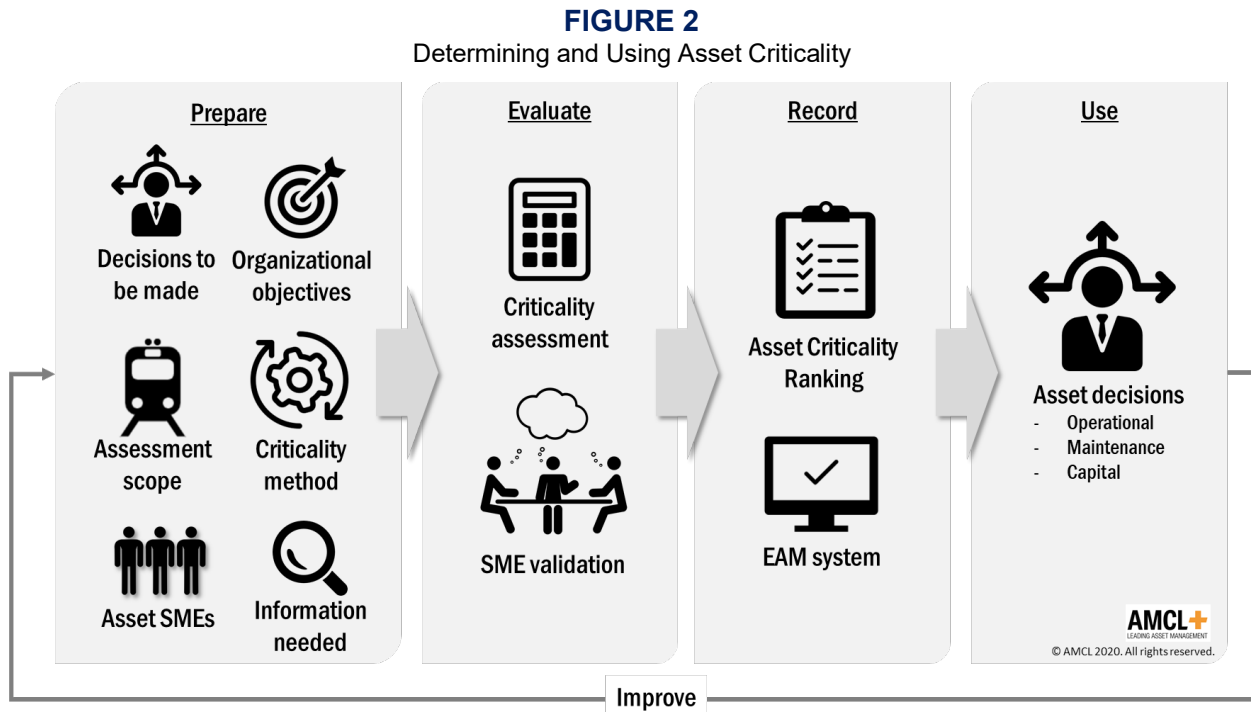 FIGURE 2
Determining and Using Asset Criticality
Prepare
Decisions to
be made
Organizational
objectives
Assessment
scope
Criticality
method
Asset SMEs
Information
needed
Evaluate
Criticality
assessment
SME validation
Record
Asset Criticality
Ranking
EAM system
Use
Asset decisions
- Operational
- Maintenance
- Capital
AMCL+
LEADING ASSET MANAGEMENT
© AMCL 2020. All rights reserved.
Improve